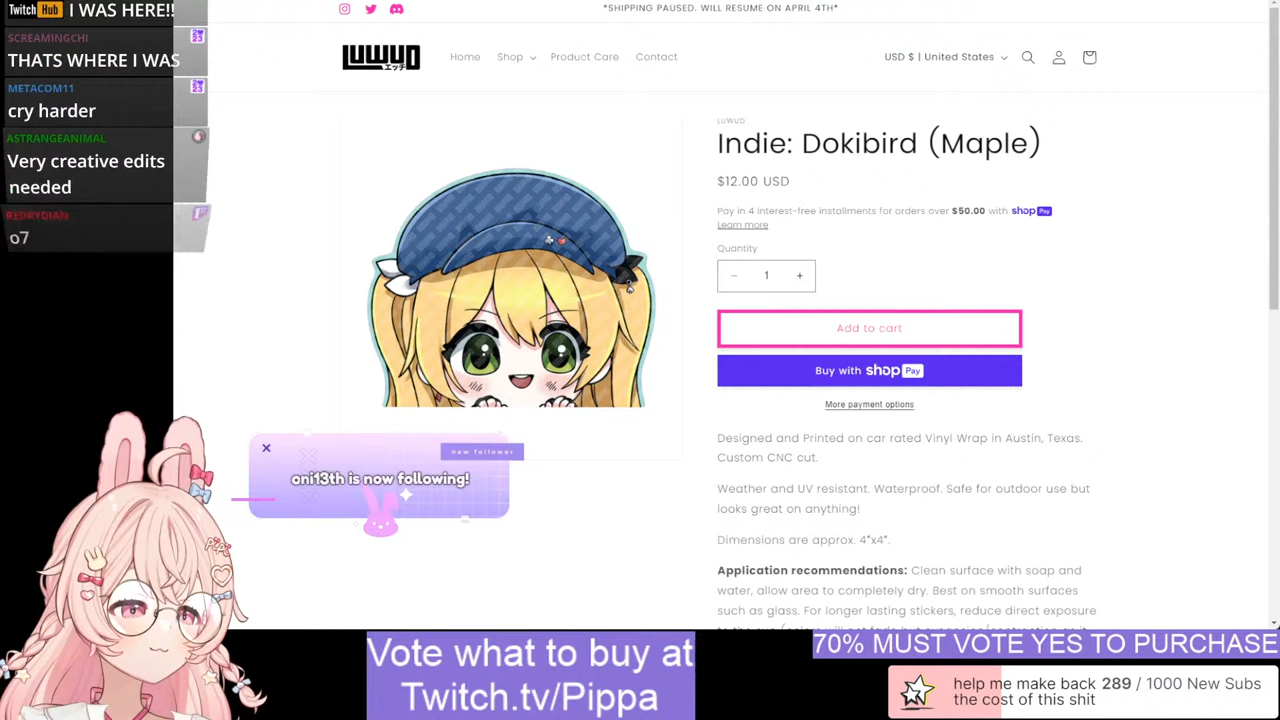 TwitchHub I WAS HERE!!
SCREAMINGCHI
THATS WHERE I WAS
METACOM11
cry harder
ASTRANGEANIMAL
Very creative edits
needed
REDRYDIAN
o7
*SHIPPING PAUSED. WILL RESUME ON APRIL 4TH*
LUWUD
エッチ
Home
Shop
Product Care
Contact
USD $ | United States
LUWUD
Indie: Dokibird (Maple)
$12.00 USD
Pay in 4 interest-free installments for orders over $50.00 with shop Pay
Learn more
Quantity
− 1 +
Add to cart
Buy with shop Pay
More payment options
Designed and Printed on car rated Vinyl Wrap in Austin, Texas.
Custom CNC cut.
Weather and UV resistant. Waterproof. Safe for outdoor use but
looks great on anything!
Dimensions are approx. 4"x4".
Application recommendations: Clean surface with soap and
water, allow area to completely dry. Best on smooth surfaces
such as glass. For longer lasting stickers, reduce direct exposure
new follower
oni13th is now following!
Vote what to buy at
Twitch.tv/Pippa
70% MUST VOTE YES TO PURCHASE
help me make back 289 / 1000 New Subs
the cost of this shit